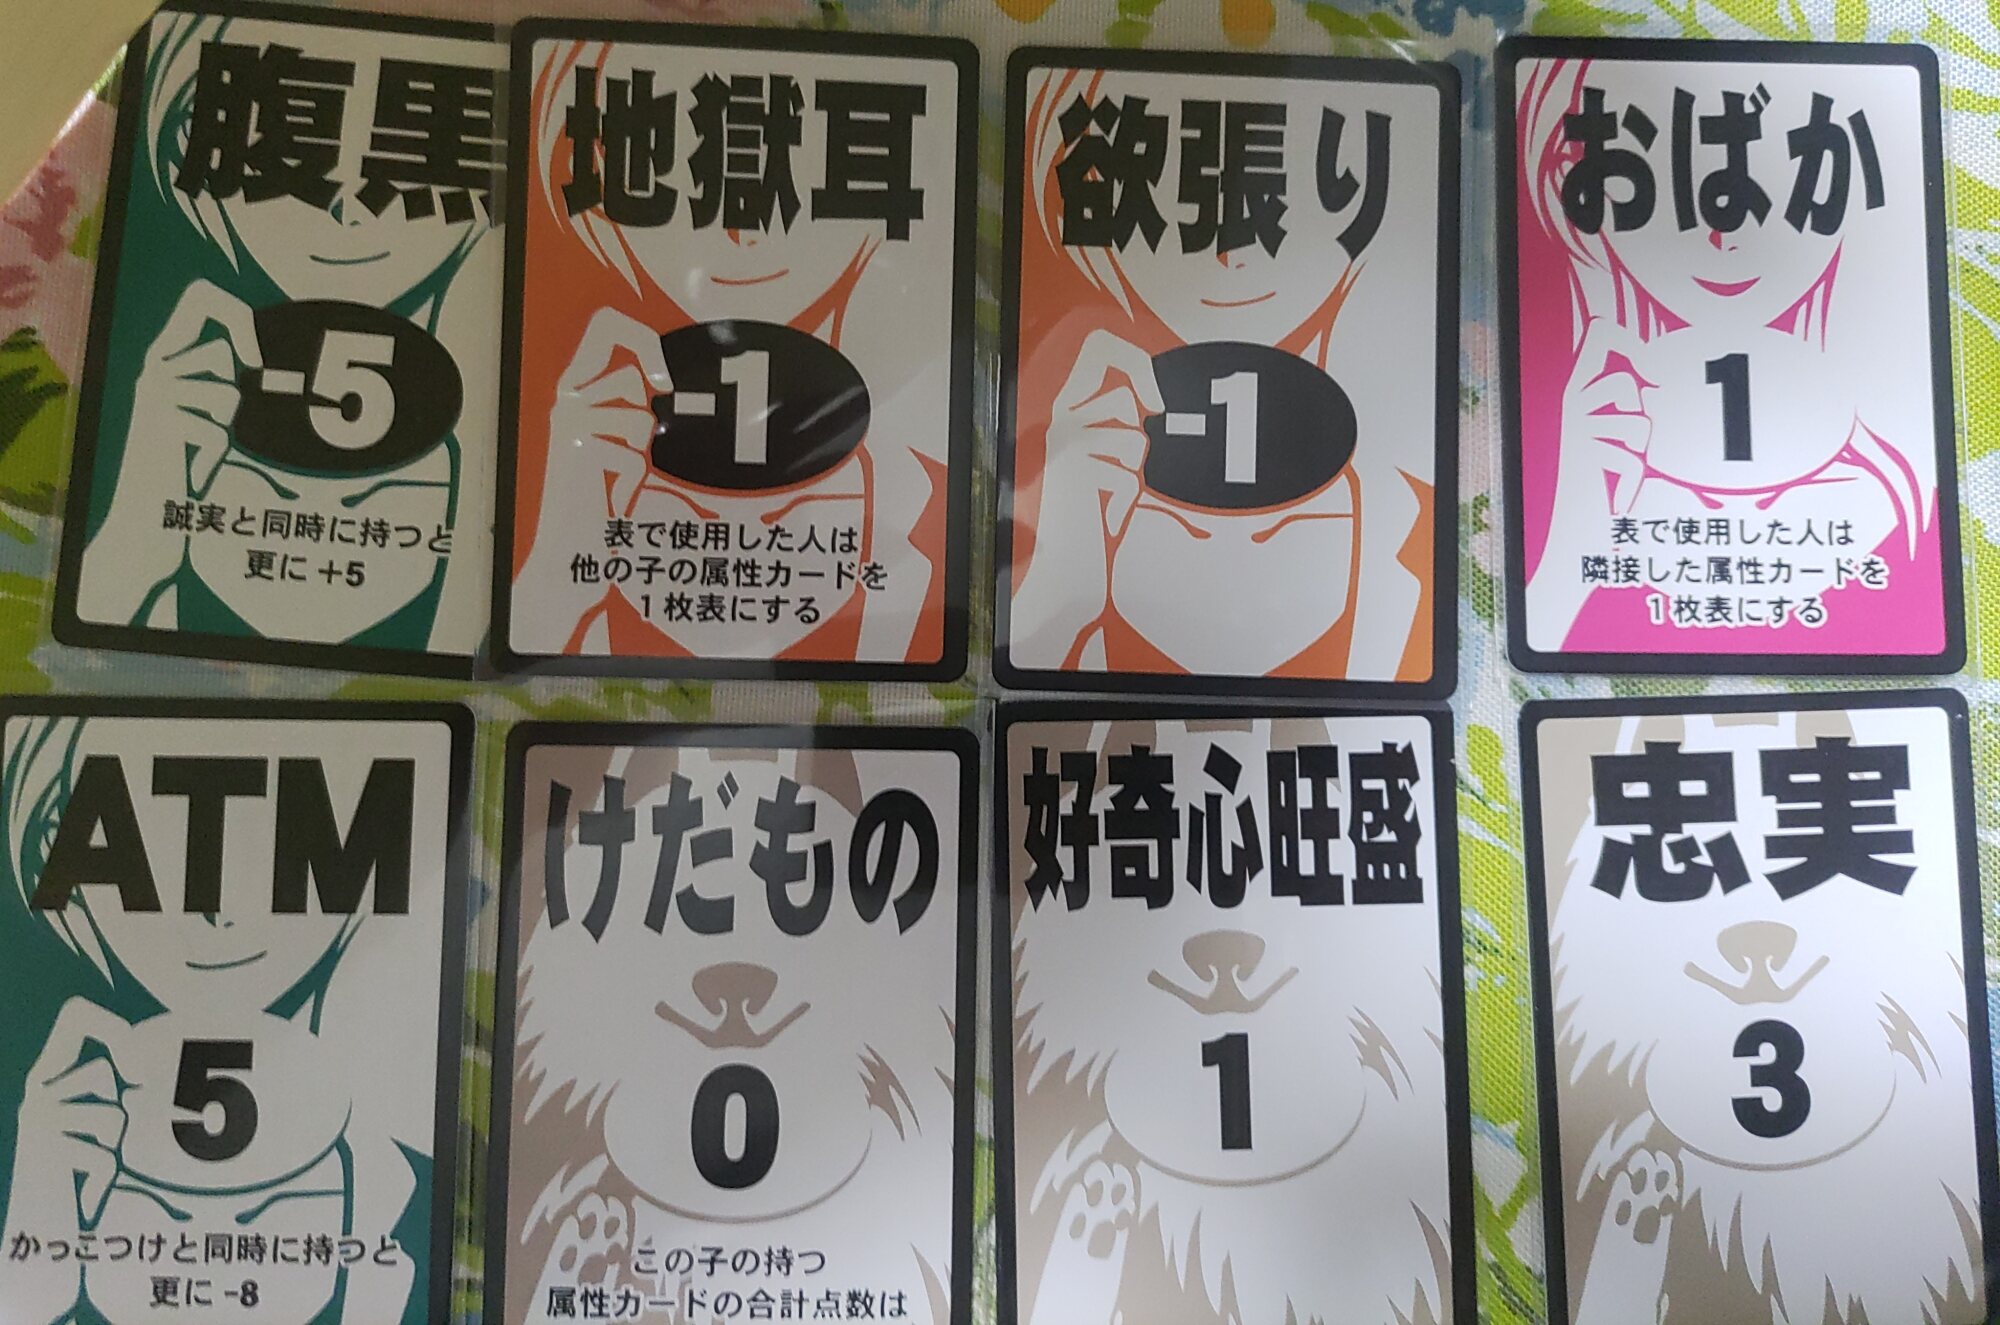 腹黒
-5
誠実と同時に持つと
更に +5
地獄耳
-1
表で使用した人は
他の子の属性カードを
1枚表にする
欲張り
-1
おばか
1
表で使用した人は
隣接した属性カードを
1枚表にする
ATM
5
かっこつけと同時に持つと
更に -8
けだもの
0
この子の持つ
属性カードの合計点数は
好奇心旺盛
1
忠実
3